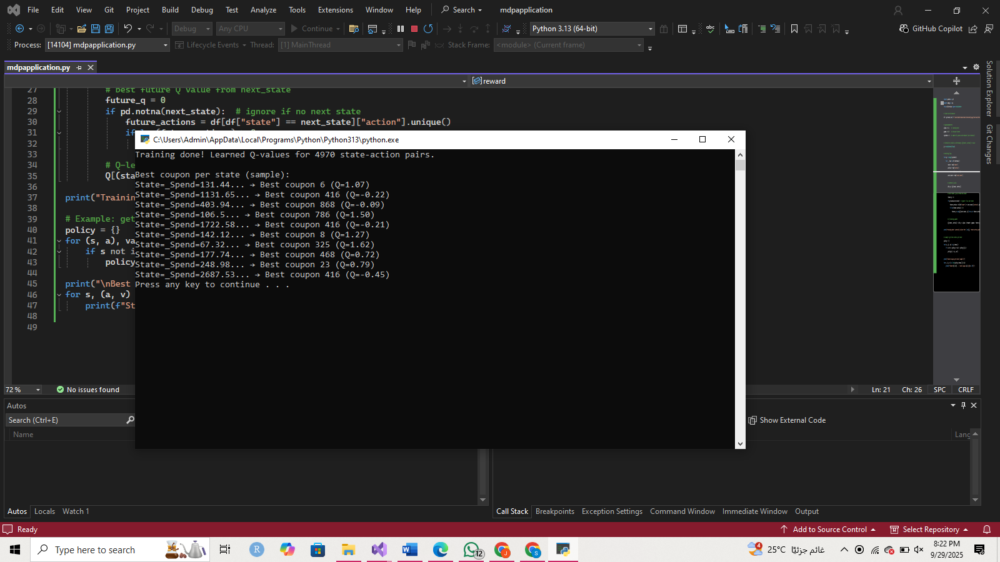 File Edit View Git Project Build Debug Test Analyze Tools Extensions Window Help Search mdpapplication
Debug Any CPU Continue Python 3.13 (64-bit) GitHub Copilot
Process: [14104] mdpapplication.py Lifecycle Events Thread: [1] MainThread Stack Frame: <module> (Current frame)
mdpapplication.py
reward
27 # best future Q value from next_state
28 future_q = 0
29 if pd.notna(next_state): # ignore if no next state
30 future_actions = df[df["state"] == next_state]["action"].unique()
31
32
33
34 # Q-le
35 Q[(sta
36
37 print("Trainin
38
39 # Example: get
40 policy = {}
41 for (s, a), va
42 if s not i
43 policy
44
45 print("\nBest
46 for s, (a, v)
47 print(f"St
48
49
C:\Users\Admin\AppData\Local\Programs\Python\Python313\python.exe
Training done! Learned Q-values for 4970 state-action pairs.
Best coupon per state (sample):
State=_Spend=131.44... → Best coupon 6 (Q=1.07)
State=_Spend=1131.65... → Best coupon 416 (Q=-0.22)
State=_Spend=403.94... → Best coupon 868 (Q=-0.09)
State=_Spend=106.5... → Best coupon 786 (Q=1.50)
State=_Spend=1722.58... → Best coupon 416 (Q=-0.21)
State=_Spend=142.12... → Best coupon 8 (Q=1.27)
State=_Spend=67.32... → Best coupon 325 (Q=1.62)
State=_Spend=177.74... → Best coupon 468 (Q=0.72)
State=_Spend=248.98... → Best coupon 23 (Q=0.79)
State=_Spend=2687.53... → Best coupon 416 (Q=-0.45)
Press any key to continue . . .
Solution Explorer
Git Changes
72 % No issues found Ln: 21 Ch: 26 SPC CRLF
Autos
Search (Ctrl+E) Show External Code
Name Lang
Autos Locals Watch 1 Call Stack Breakpoints Exception Settings Command Window Immediate Window Output
Ready Add to Source Control Select Repository
Type here to search 12 4 25°C غائم جزئيًا 8:22 PM
9/29/2025